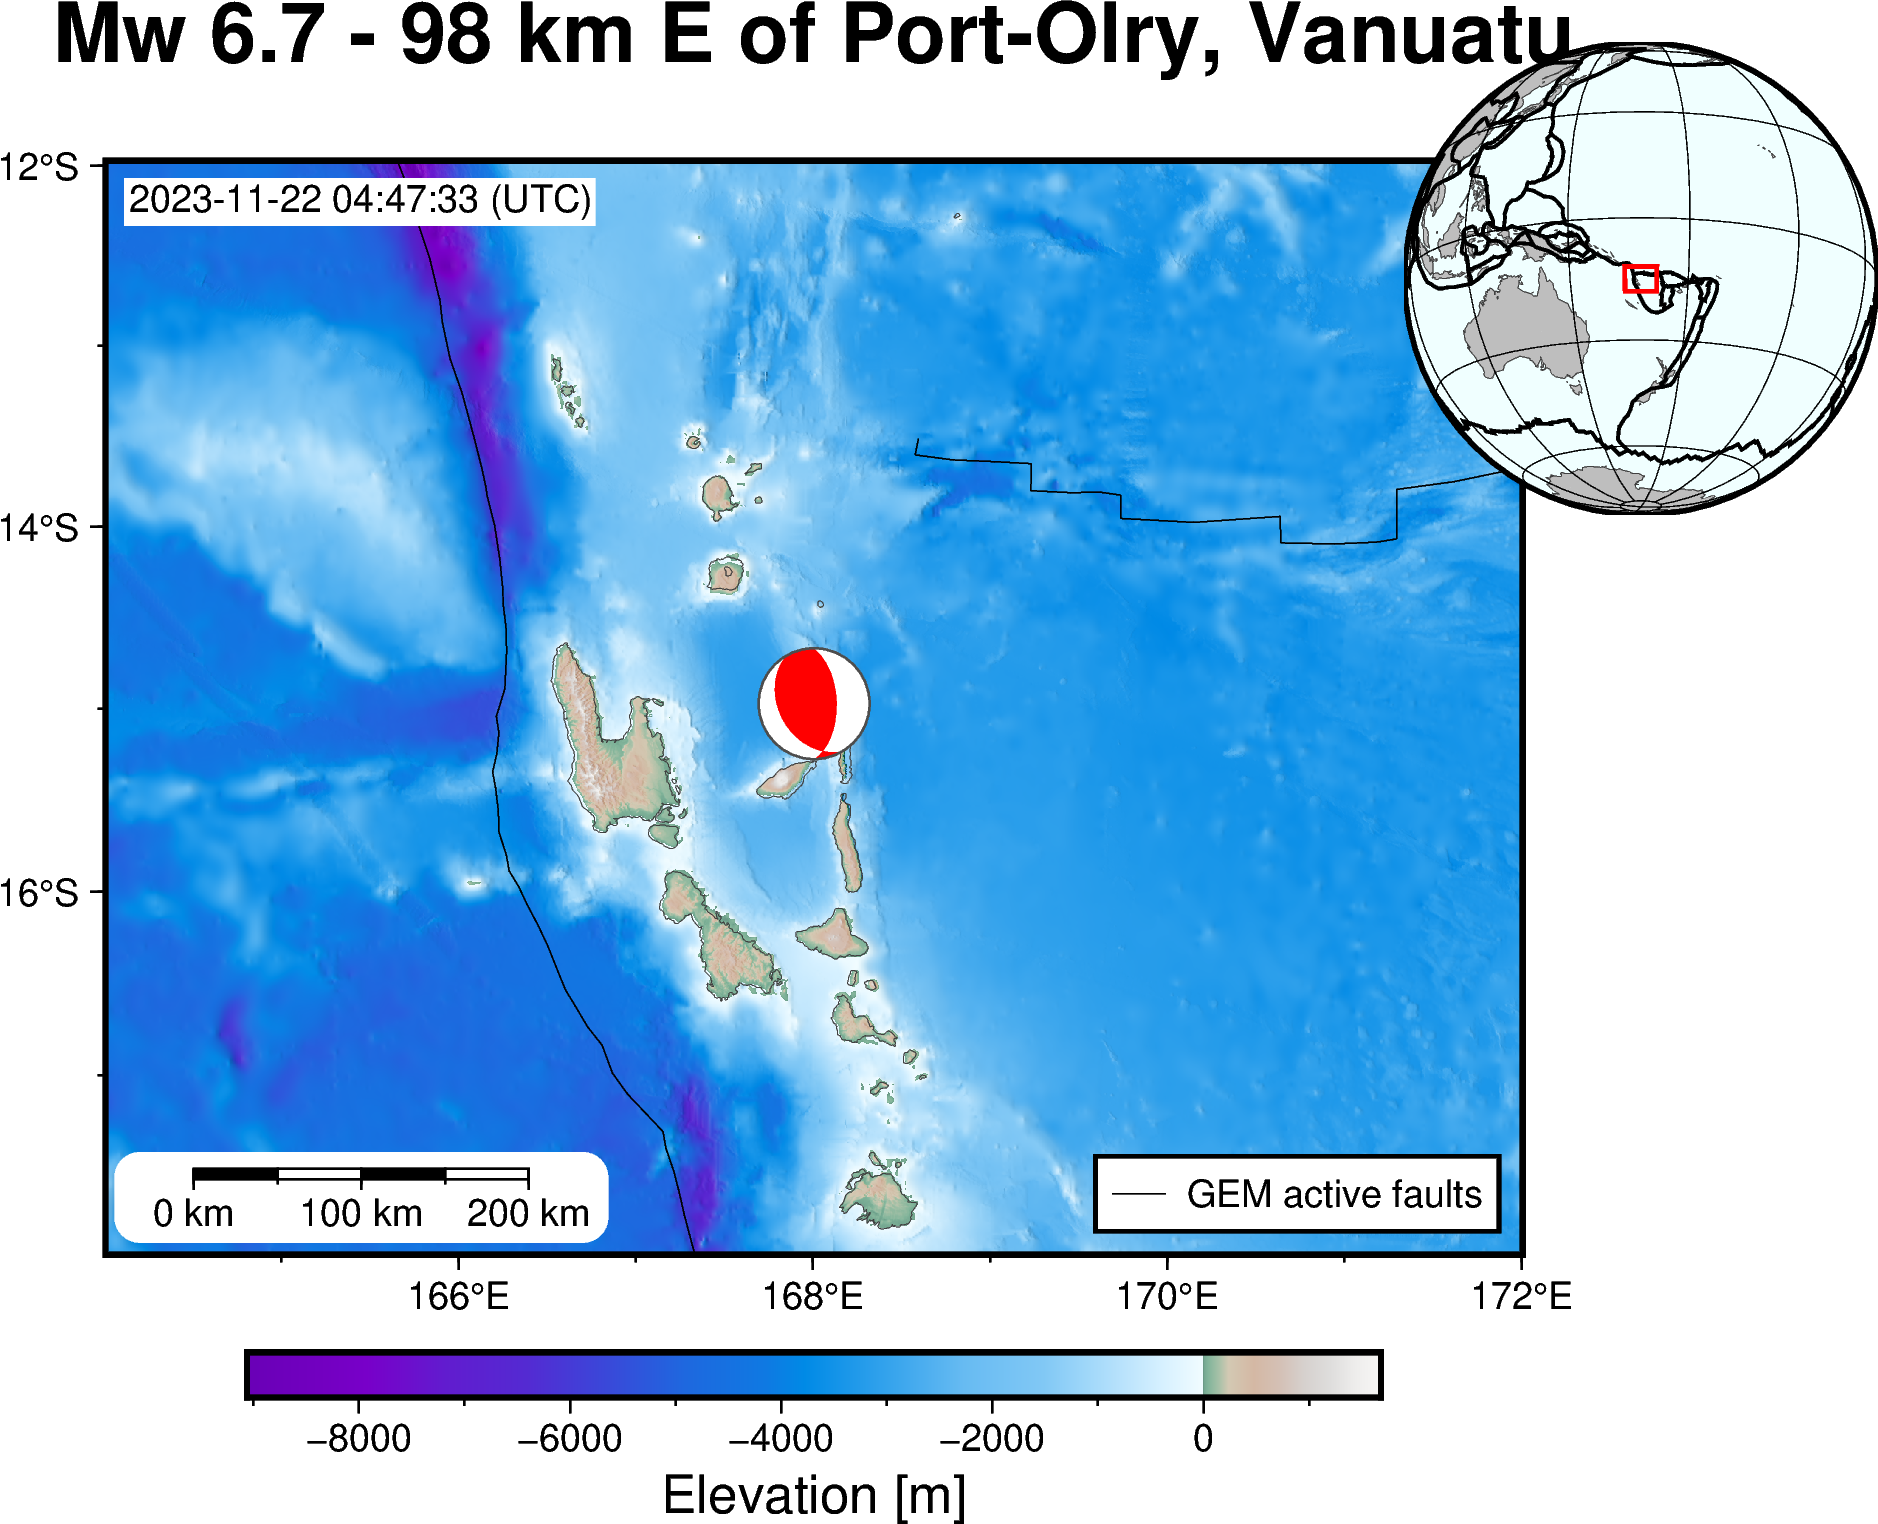 Mw 6.7 - 98 km E of Port-Olry, Vanuatu
12°S
2023-11-22 04:47:33 (UTC)
14°S
16°S
0 km 100 km 200 km
GEM active faults
166°E 168°E 170°E 172°E
−8000 −6000 −4000 −2000 0
Elevation [m]